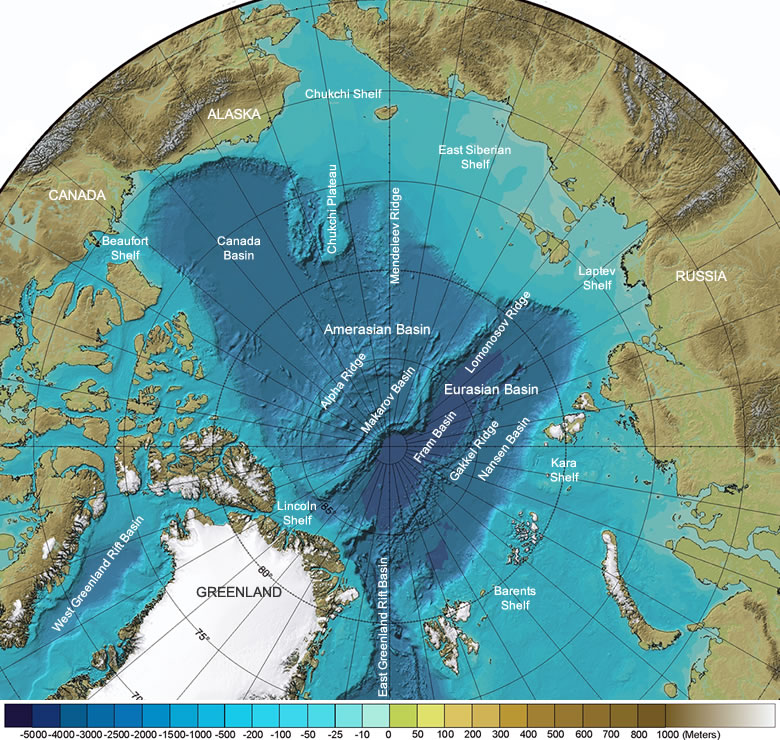 Chukchi Shelf
ALASKA
East Siberian
Shelf
CANADA
Chukchi Plateau
Mendeleev Ridge
Beaufort
Shelf
Canada
Basin
Laptev
Shelf
RUSSIA
Amerasian Basin
Lomonosov Ridge
Alpha Ridge
Makarov Basin
Eurasian Basin
Fram Basin
Gakkel Ridge
Nansen Basin
Kara
Shelf
Lincoln
Shelf
85°
West Greenland Rift Basin
80°
GREENLAND
East Greenland Rift Basin
Barents
Shelf
75°
-5000 -4000 -3000 -2500 -2000 -1500 -1000 -500 -200 -100 -50 -25 -10 0 50 100 200 300 400 500 600 700 800 1000 (Meters)